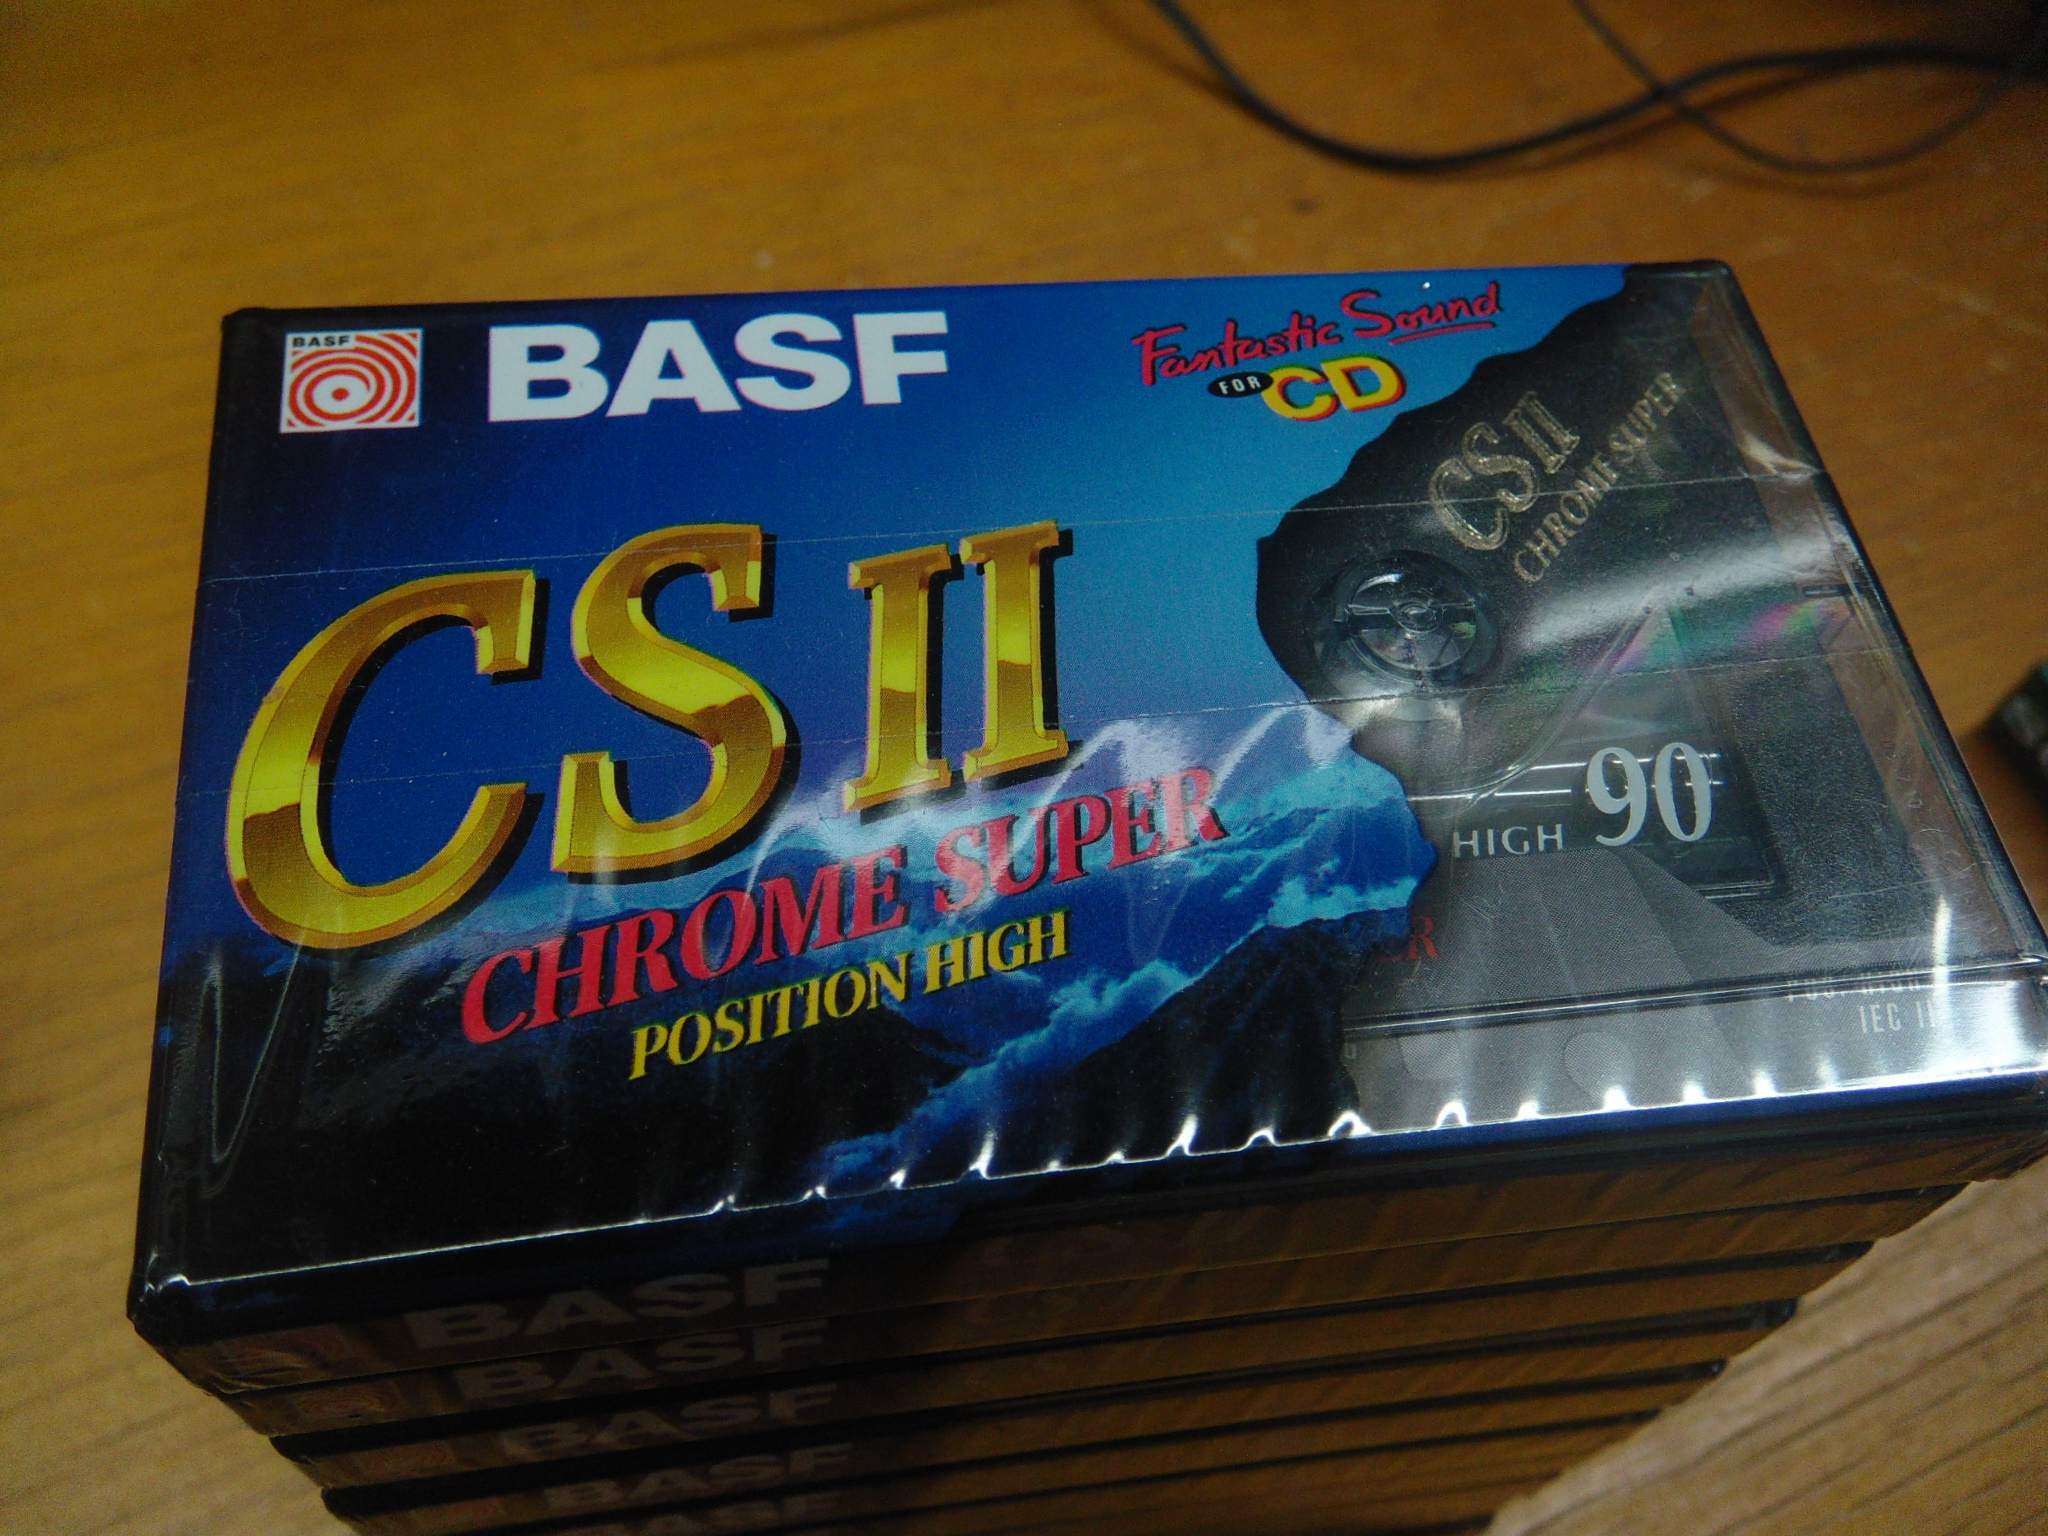 BASF
BASF
Fantastic Sound
FOR CD
CS II
CHROME SUPER
CS II
CHROME SUPER
POSITION HIGH
HIGH 90
IEC II
BASF
BASF
BASF
BASF
BASF